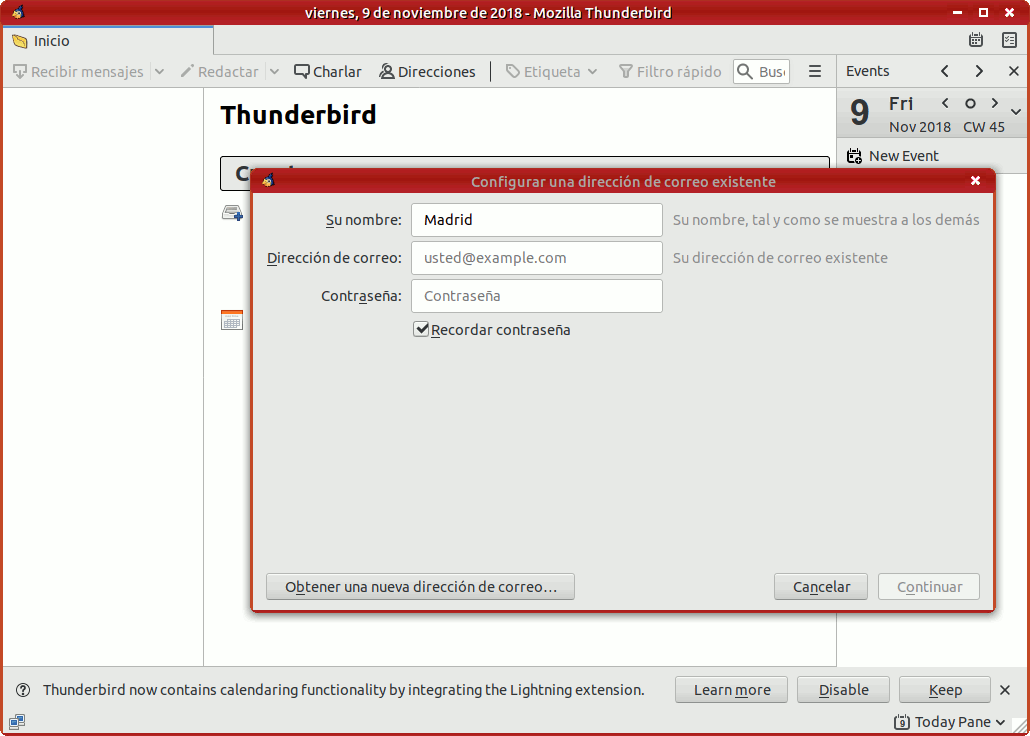 viernes, 9 de noviembre de 2018 - Mozilla Thunderbird
Inicio
Recibir mensajes Redactar Charlar Direcciones Etiqueta Filtro rápido Bus
Events
9 Fri
Nov 2018 CW 45
New Event
Thunderbird
Configurar una dirección de correo existente
Su nombre: Madrid Su nombre, tal y como se muestra a los demás
Dirección de correo: usted@example.com Su dirección de correo existente
Contraseña: Contraseña
Recordar contraseña
Obtener una nueva dirección de correo… Cancelar Continuar
Thunderbird now contains calendaring functionality by integrating the Lightning extension. Learn more Disable Keep
9 Today Pane